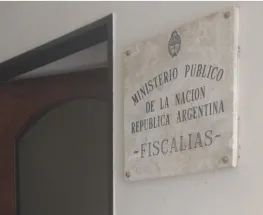 MINISTERIO PUBLICO
DE LA NACION
REPUBLICA ARGENTINA
-FISCALIAS-